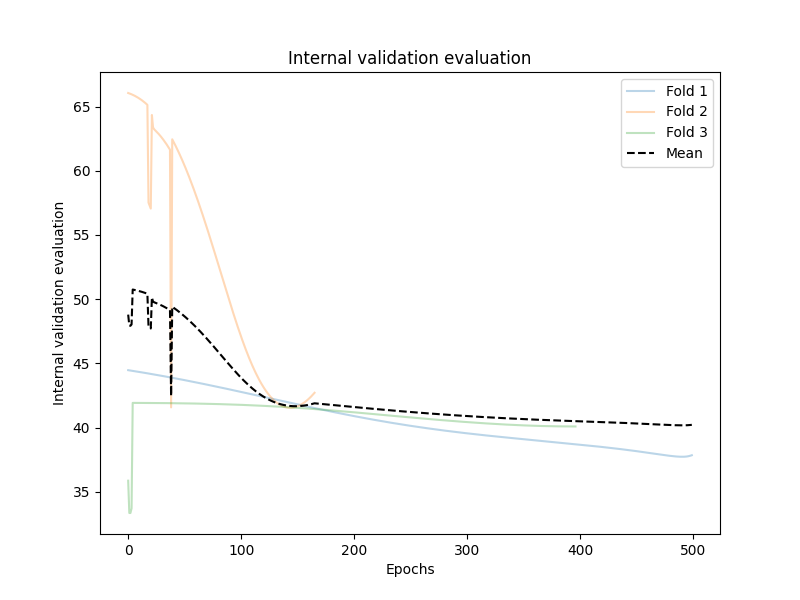 Internal validation evaluation
Fold 1
Fold 2
Fold 3
Mean
Internal validation evaluation
65
60
55
50
45
40
35
0
100
200
300
400
500
Epochs